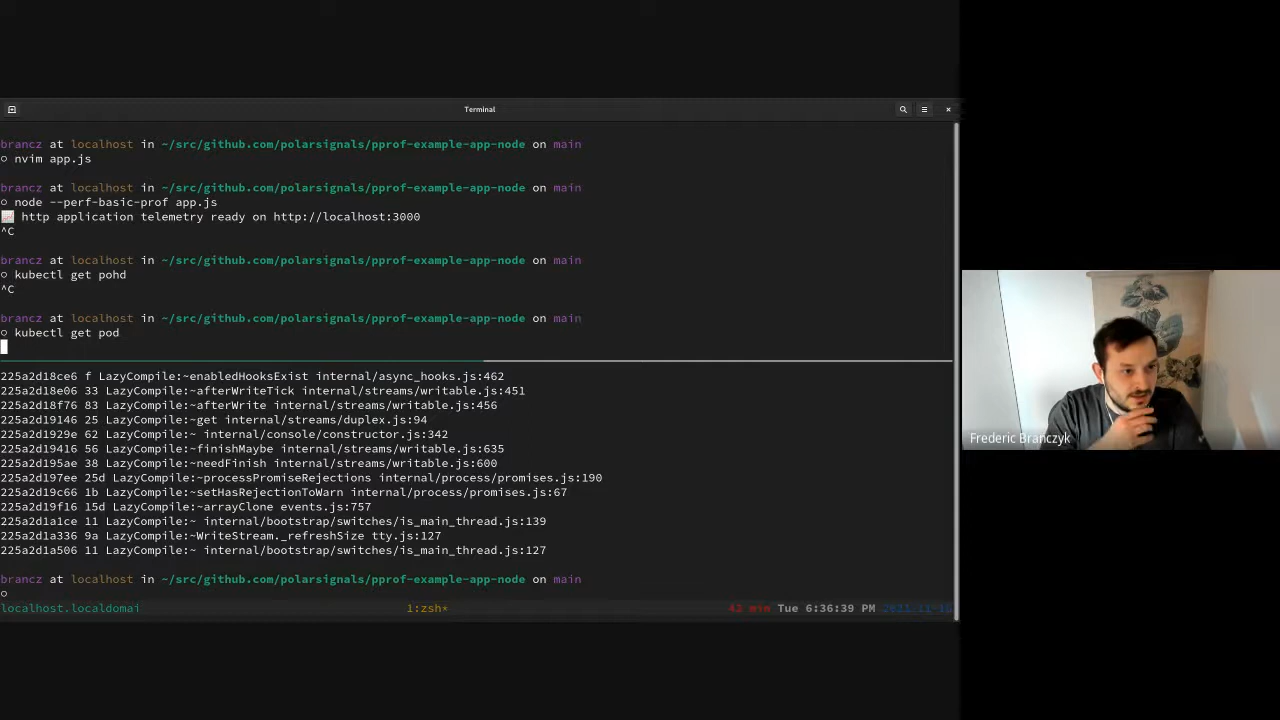 Terminal
brancz at localhost in ~/src/github.com/polarsignals/pprof-example-app-node on main
○ nvim app.js
brancz at localhost in ~/src/github.com/polarsignals/pprof-example-app-node on main
○ node --perf-basic-prof app.js
📈 http application telemetry ready on http://localhost:3000
^C
brancz at localhost in ~/src/github.com/polarsignals/pprof-example-app-node on main
○ kubectl get pohd
^C
brancz at localhost in ~/src/github.com/polarsignals/pprof-example-app-node on main
○ kubectl get pod
225a2d18ce6 f LazyCompile:~enabledHooksExist internal/async_hooks.js:462
225a2d18e06 33 LazyCompile:~afterWriteTick internal/streams/writable.js:451
225a2d18f76 83 LazyCompile:~afterWrite internal/streams/writable.js:456
225a2d19146 25 LazyCompile:~get internal/streams/duplex.js:94
225a2d1929e 62 LazyCompile:~ internal/console/constructor.js:342
225a2d19416 56 LazyCompile:~finishMaybe internal/streams/writable.js:635
225a2d195ae 38 LazyCompile:~needFinish internal/streams/writable.js:600
225a2d197ee 25d LazyCompile:~processPromiseRejections internal/process/promises.js:190
225a2d19c66 1b LazyCompile:~setHasRejectionToWarn internal/process/promises.js:67
225a2d19f16 15d LazyCompile:~arrayClone events.js:757
225a2d1a1ce 11 LazyCompile:~ internal/bootstrap/switches/is_main_thread.js:139
225a2d1a336 9a LazyCompile:~WriteStream._refreshSize tty.js:127
225a2d1a506 11 LazyCompile:~ internal/bootstrap/switches/is_main_thread.js:127
brancz at localhost in ~/src/github.com/polarsignals/pprof-example-app-node on main
○
localhost.localdomai 1:zsh* min Tue 6:36:39 PM
Frederic Branczyk